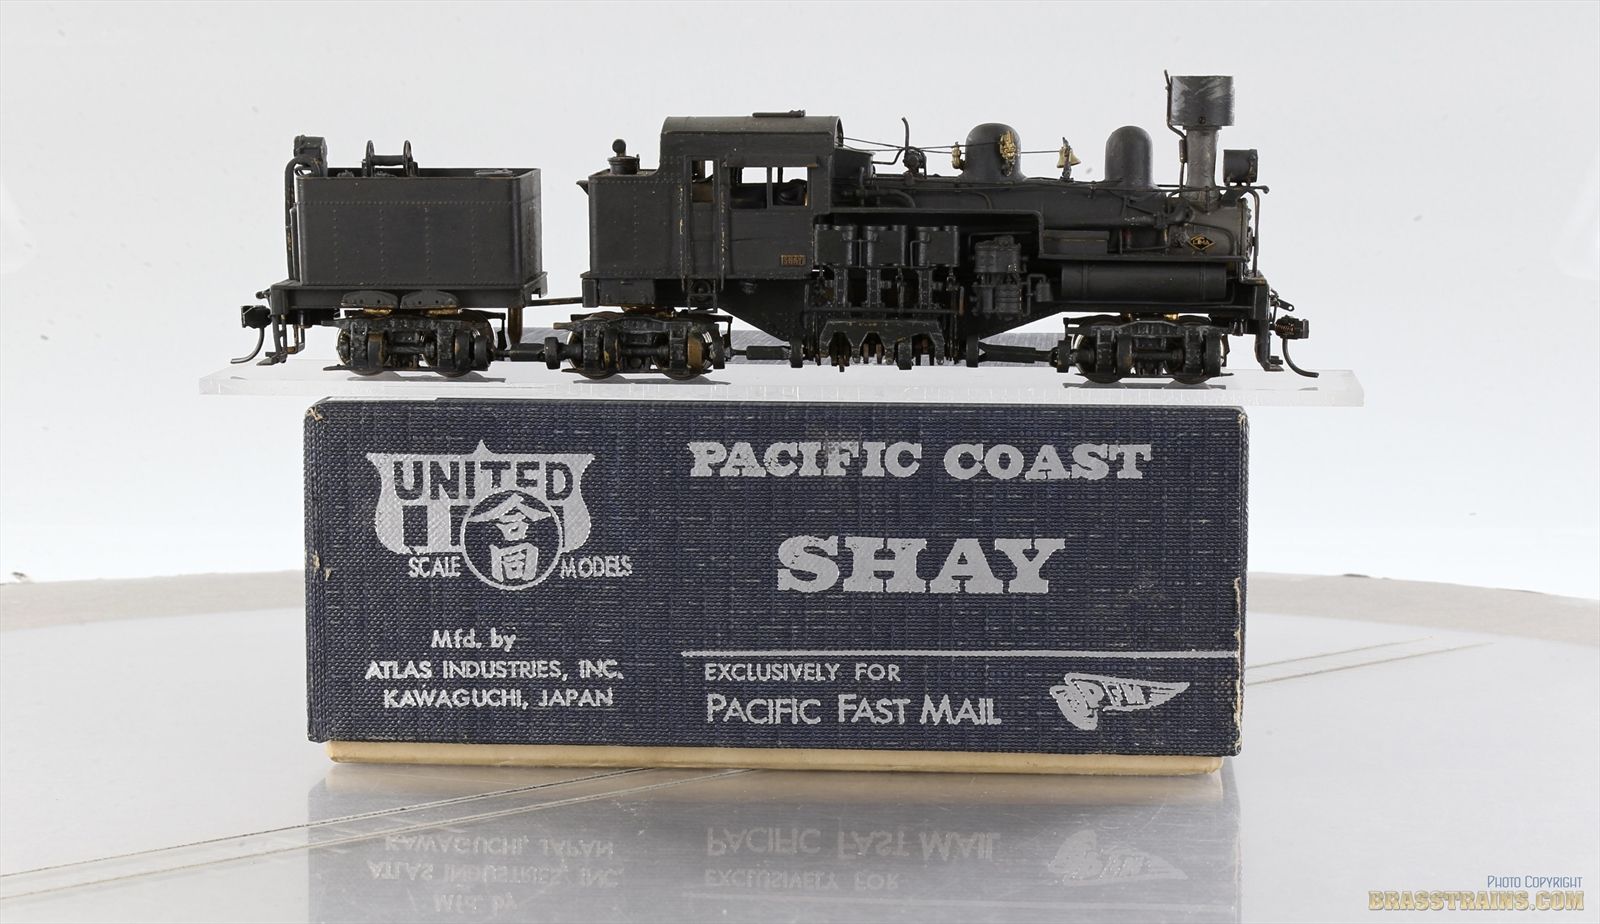 LIMA
UNITED
合同
SCALE MODELS
Mfd. by
ATLAS INDUSTRIES, INC.
KAWAGUCHI, JAPAN
PACIFIC COAST
SHAY
EXCLUSIVELY FOR
PACIFIC FAST MAIL
PFM
PHOTO COPYRIGHT
BRASSTRAINS.COM